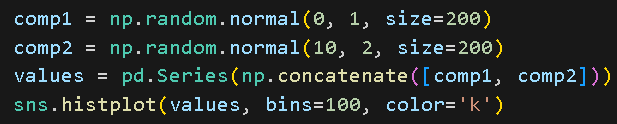 comp1 = np.random.normal(0, 1, size=200)
comp2 = np.random.normal(10, 2, size=200)
values = pd.Series(np.concatenate([comp1, comp2]))
sns.histplot(values, bins=100, color='k')